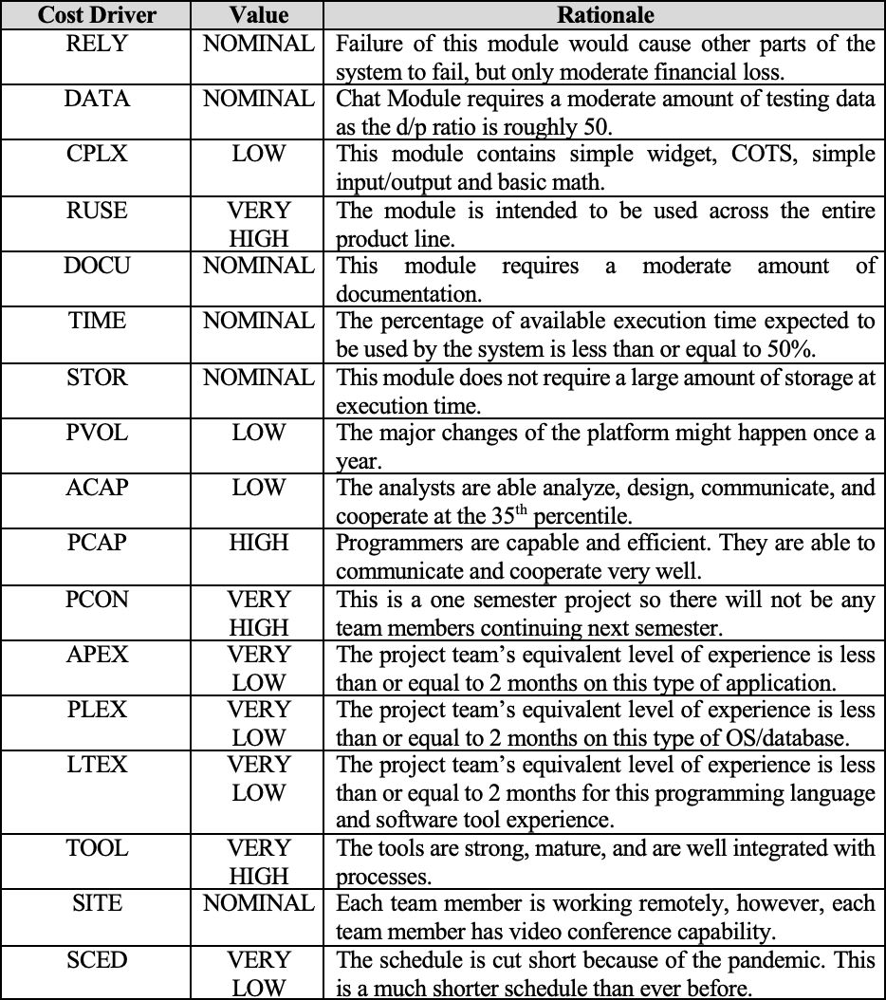 Cost Driver Value Rationale
RELY NOMINAL Failure of this module would cause other parts of the
system to fail, but only moderate financial loss.
DATA NOMINAL Chat Module requires a moderate amount of testing data
as the d/p ratio is roughly 50.
CPLX LOW This module contains simple widget, COTS, simple
input/output and basic math.
RUSE VERY The module is intended to be used across the entire
HIGH product line.
DOCU NOMINAL This module requires a moderate amount of
documentation.
TIME NOMINAL The percentage of available execution time expected to
be used by the system is less than or equal to 50%.
STOR NOMINAL This module does not require a large amount of storage at
execution time.
PVOL LOW The major changes of the platform might happen once a
year.
ACAP LOW The analysts are able analyze, design, communicate, and
cooperate at the 35th percentile.
PCAP HIGH Programmers are capable and efficient. They are able to
communicate and cooperate very well.
PCON VERY This is a one semester project so there will not be any
HIGH team members continuing next semester.
APEX VERY The project team's equivalent level of experience is less
LOW than or equal to 2 months on this type of application.
PLEX VERY The project team's equivalent level of experience is less
LOW than or equal to 2 months on this type of OS/database.
LTEX VERY The project team's equivalent level of experience is less
LOW than or equal to 2 months for this programming language
and software tool experience.
TOOL VERY The tools are strong, mature, and are well integrated with
HIGH processes.
SITE NOMINAL Each team member is working remotely, however, each
team member has video conference capability.
SCED VERY The schedule is cut short because of the pandemic. This
LOW is a much shorter schedule than ever before.